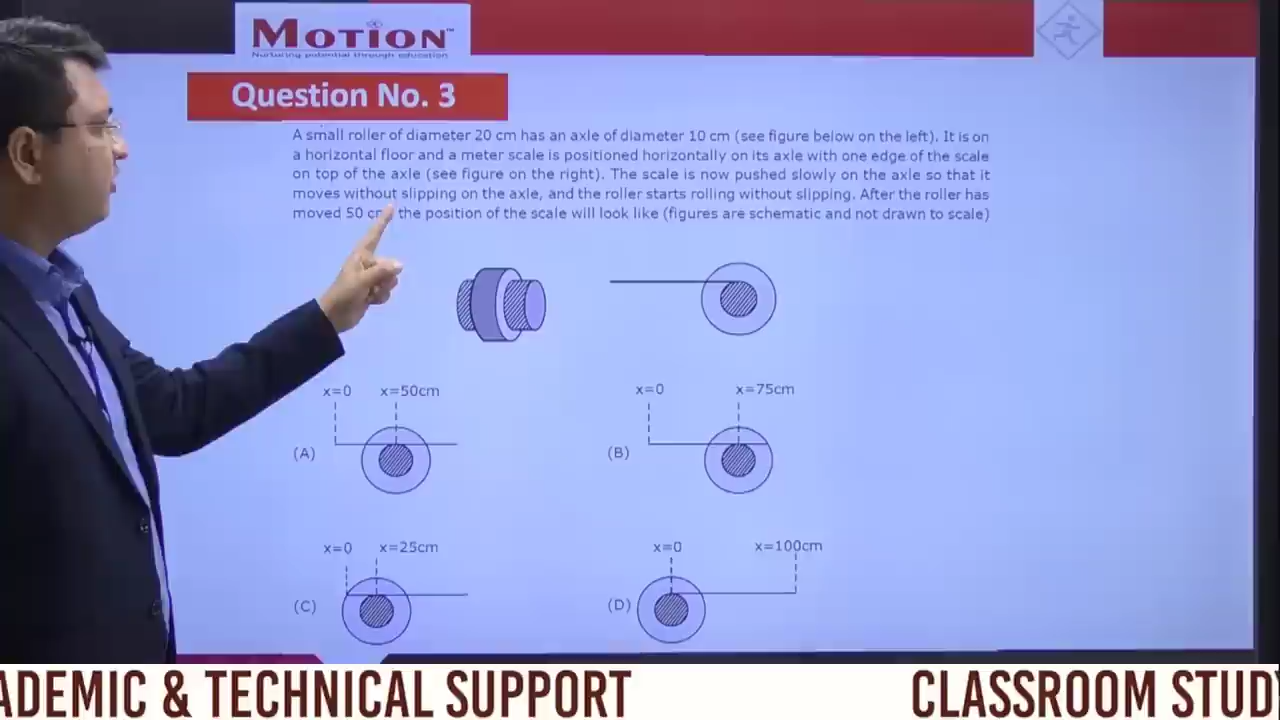 MOTION™
Nurturing potential through education
Question No. 3
A small roller of diameter 20 cm has an axle of diameter 10 cm (see figure below on the left). It is on
a horizontal floor and a meter scale is positioned horizontally on its axle with one edge of the scale
on top of the axle (see figure on the right). The scale is now pushed slowly on the axle so that it
moves without slipping on the axle, and the roller starts rolling without slipping. After the roller has
moved 50 the position of the scale will look like (figures are schematic and not drawn to scale)
x=0 x=50cm
(A)
x=0 x=75cm
(B)
x=0 x=25cm
(C)
x=0 x=100cm
(D)
ADEMIC & TECHNICAL SUPPORT CLASSROOM STUD